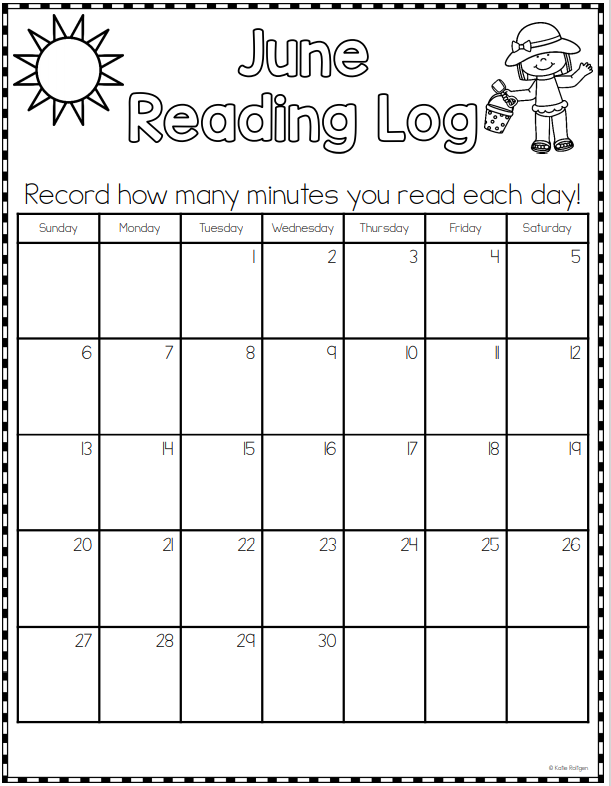 June
Reading Log
Record how many minutes you read each day!
Sunday Monday Tuesday Wednesday Thursday Friday Saturday
1 2 3 4 5
6 7 8 9 10 11 12
13 14 15 16 17 18 19
20 21 22 23 24 25 26
27 28 29 30
© Katie Roltgen